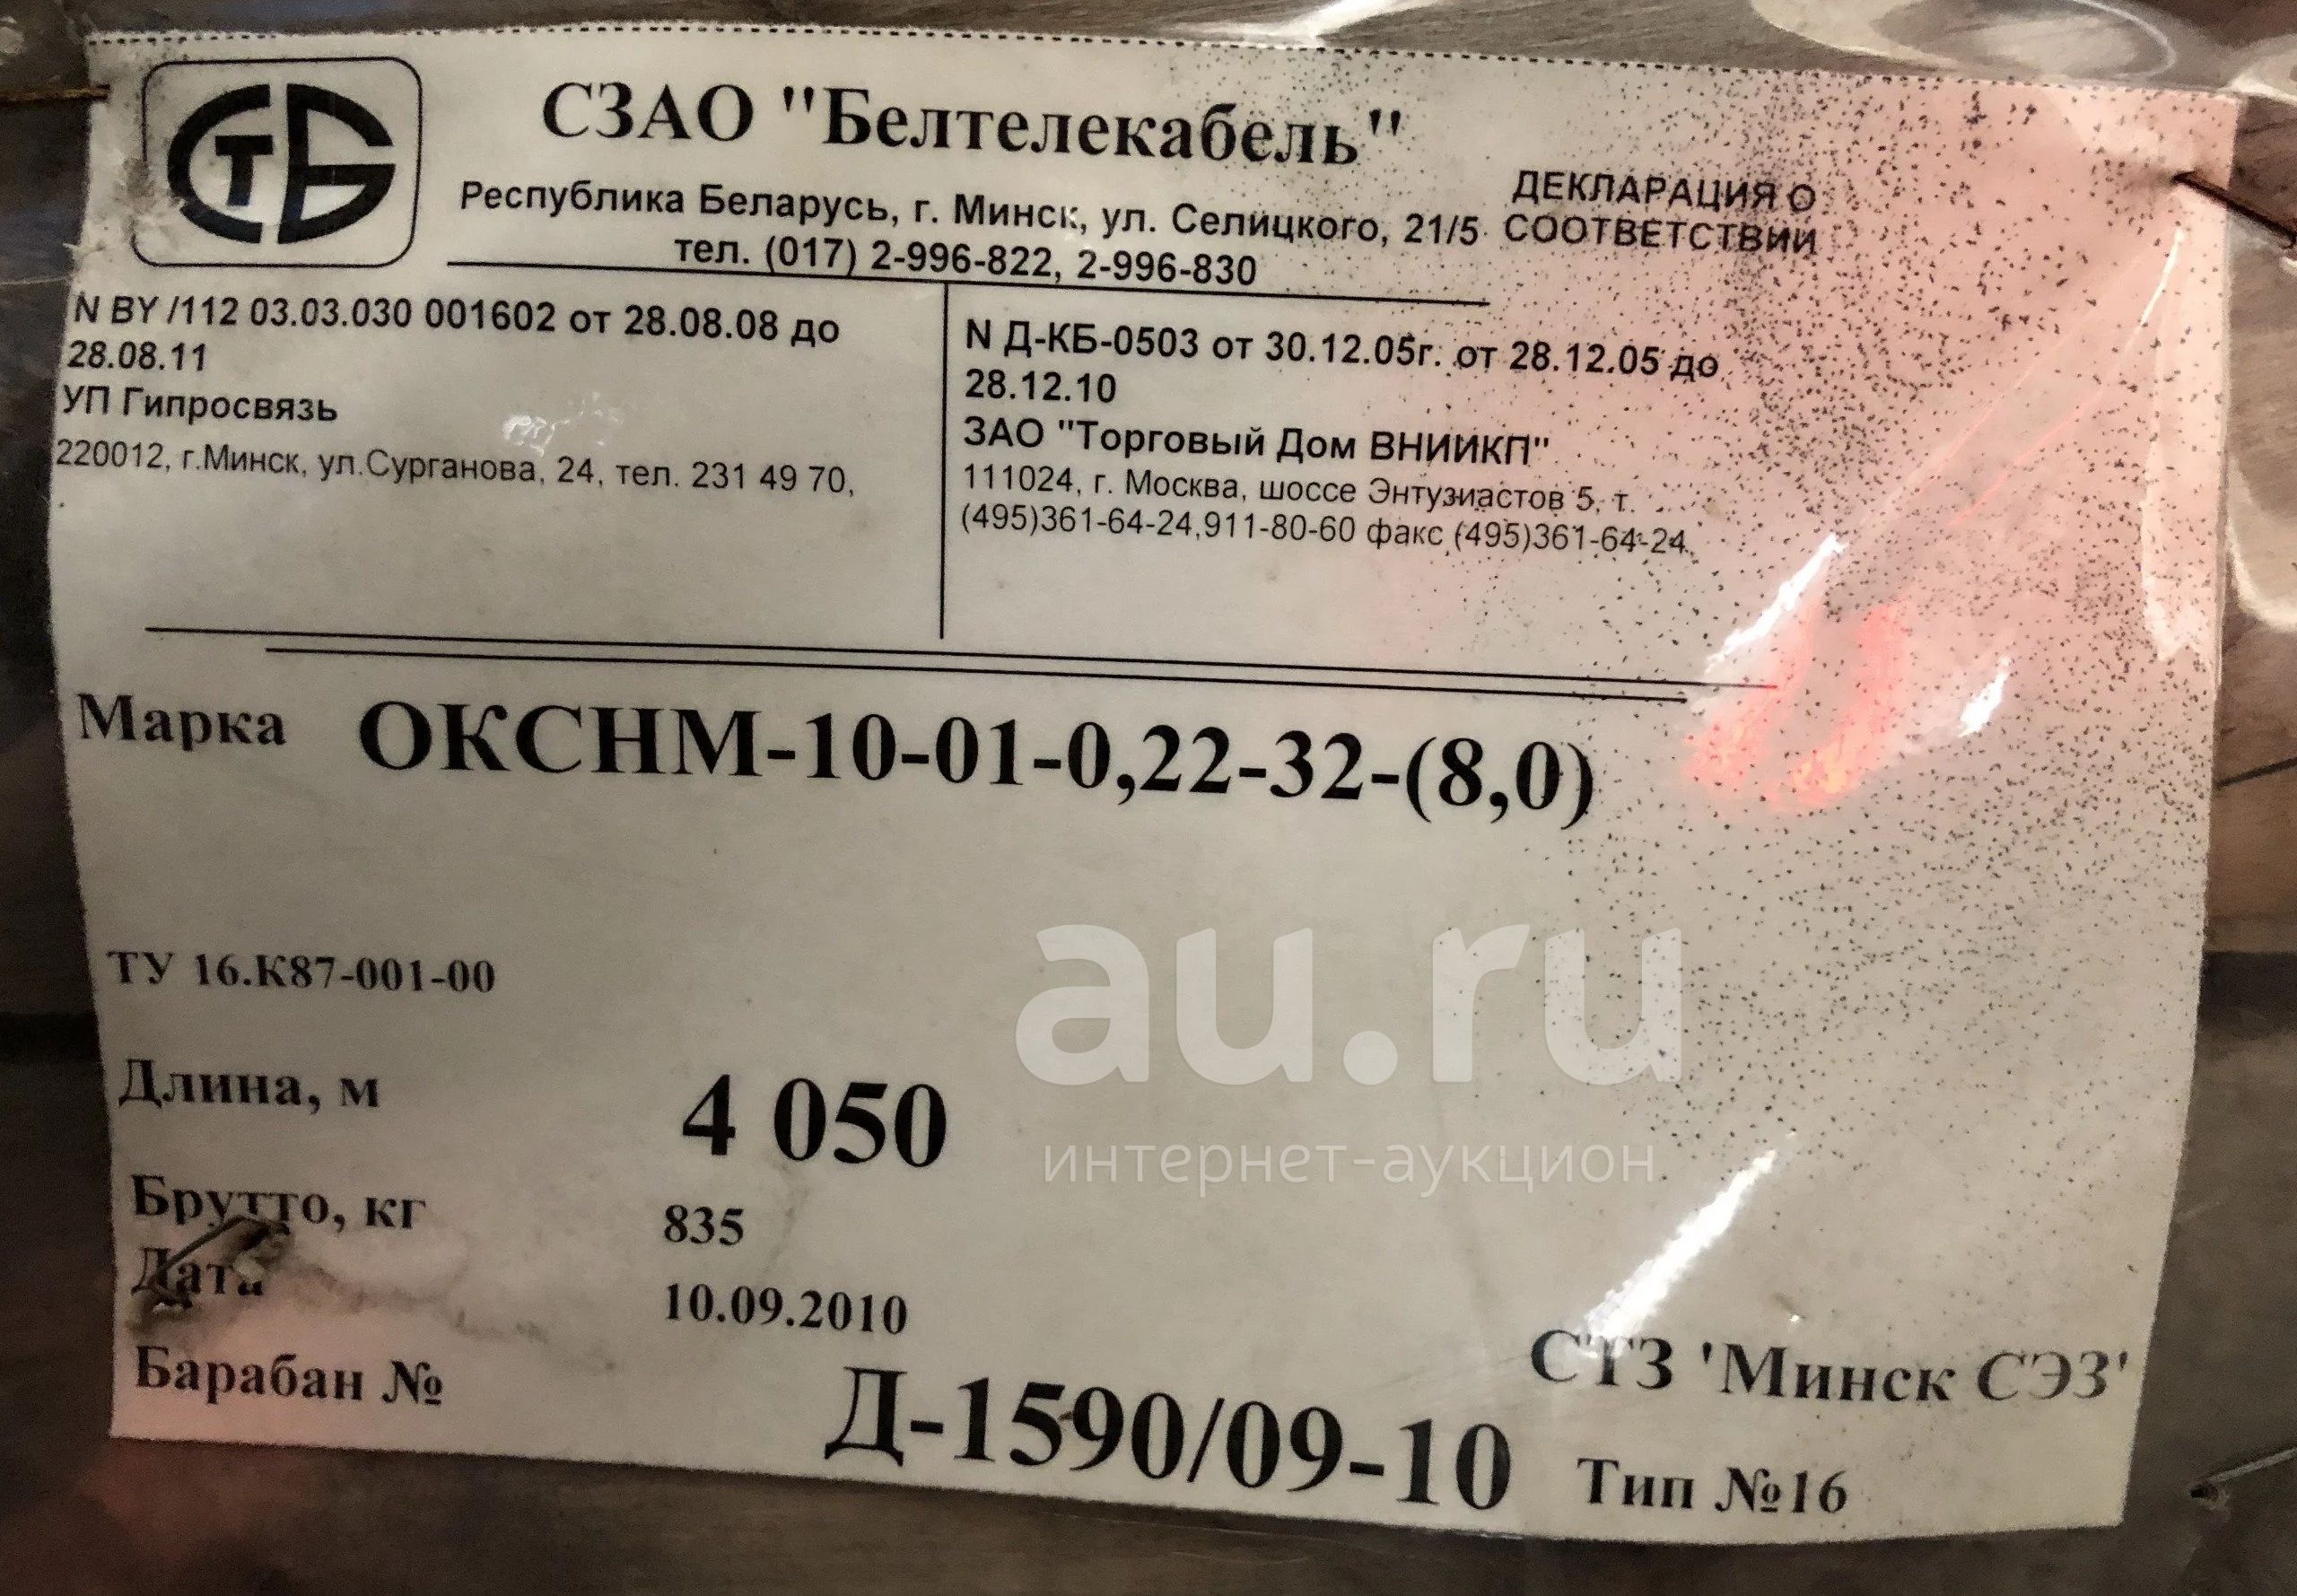 СТБ
СЗАО "Белтелекабель"
Республика Беларусь, г. Минск, ул. Селицкого, 21/5
тел. (017) 2-996-822, 2-996-830
ДЕКЛАРАЦИЯ О
СООТВЕТСТВИИ
N BY /112 03.03.030 001602 от 28.08.08 до
28.08.11
УП Гипросвязь
220012, г.Минск, ул.Сурганова, 24, тел. 231 49 70,
N Д-КБ-0503 от 30.12.05г. от 28.12.05 до
28.12.10
ЗАО "Торговый Дом ВНИИКП"
111024, г. Москва, шоссе Энтузиастов 5, т.
(495)361-64-24,911-80-60 факс (495)361-64-24,
Марка ОКСНМ-10-01-0,22-32-(8,0)
ТУ 16.К87-001-00
Длина, м 4 050
Брутто, кг 835
Дата 10.09.2010
Барабан № Д-1590/09-10
СТЗ 'Минск СЭЗ'
Тип №16
au.ru
интернет-аукцион